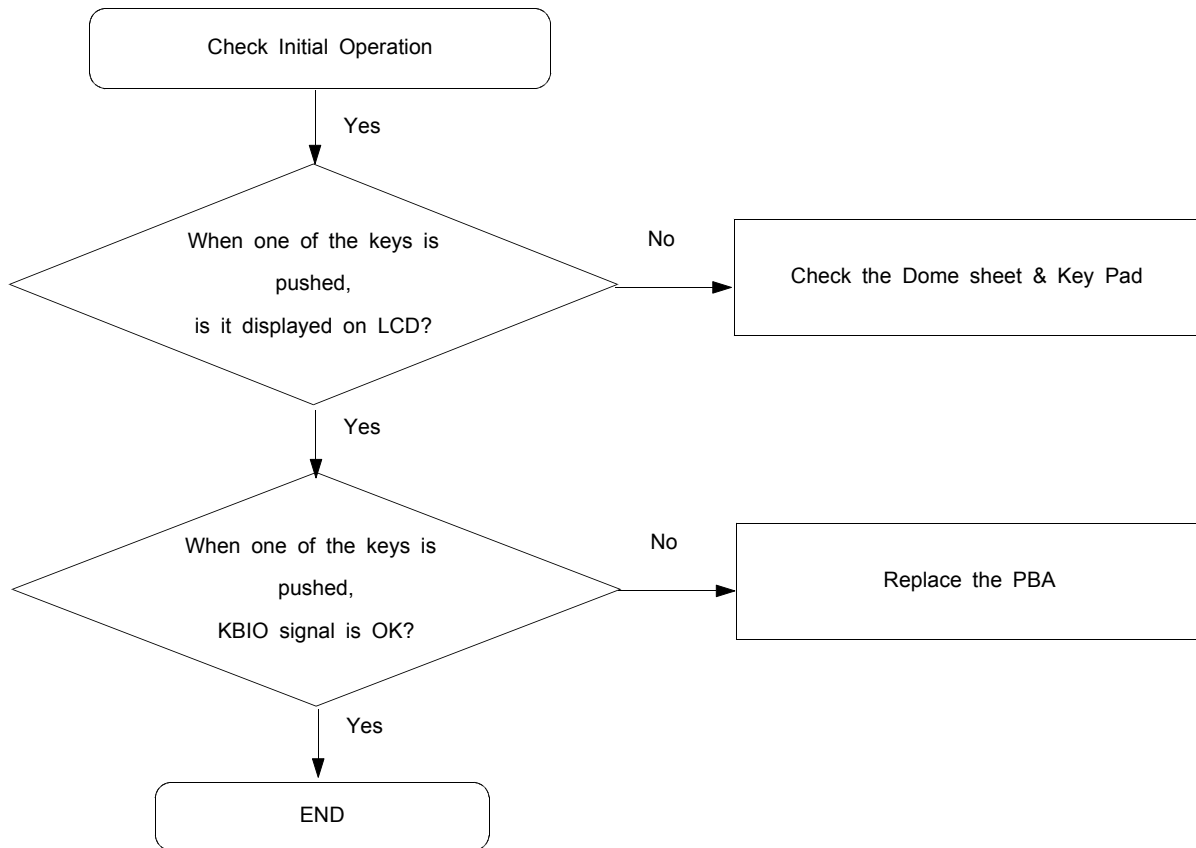 Check Initial Operation
Yes
When one of the keys is
pushed,
is it displayed on LCD?
No
Check the Dome sheet & Key Pad
Yes
When one of the keys is
pushed,
KBIO signal is OK?
No
Replace the PBA
Yes
END